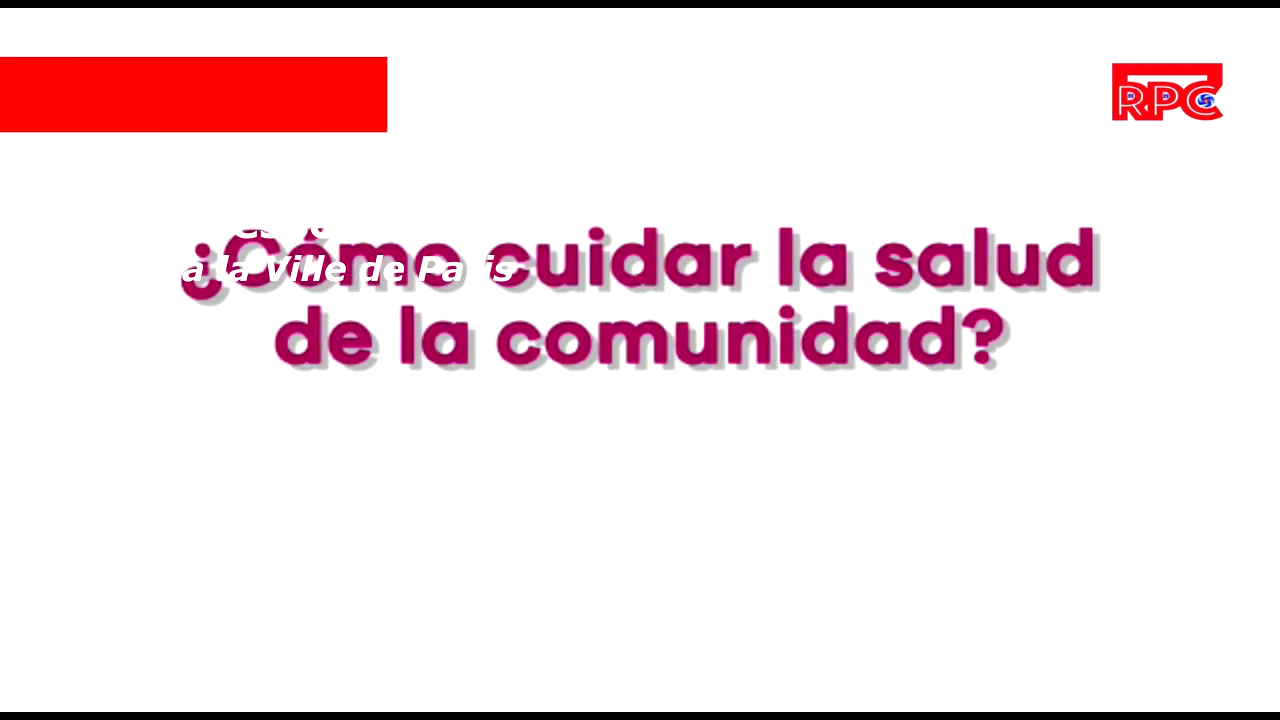 RPC
¿Cómo cuidar la salud
a la Ville de Paris
de la comunidad?